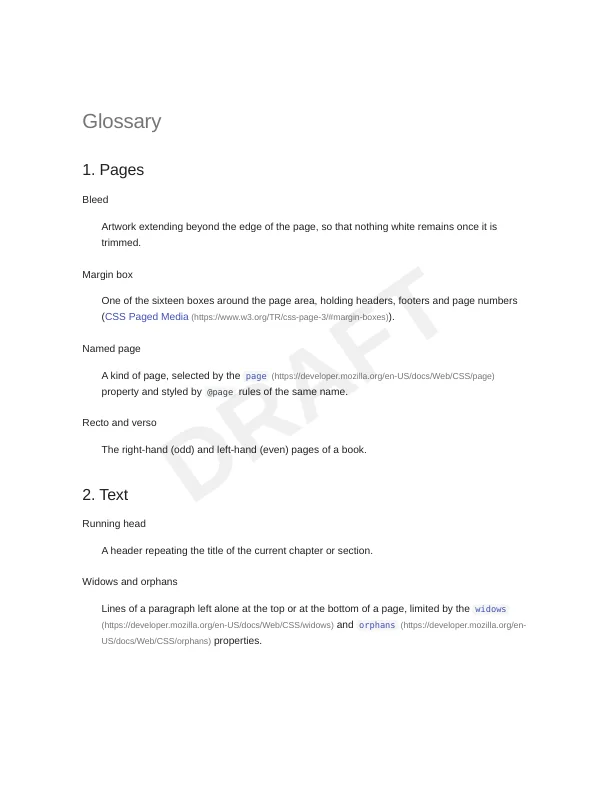 Glossary
1. Pages
Bleed
Artwork extending beyond the edge of the page, so that nothing white remains once it is
trimmed.
Margin box
One of the sixteen boxes around the page area, holding headers, footers and page numbers
(CSS Paged Media (https://www.w3.org/TR/css-page-3/#margin-boxes)).
Named page
A kind of page, selected by the page (https://developer.mozilla.org/en-US/docs/Web/CSS/page)
property and styled by @page rules of the same name.
Recto and verso
The right-hand (odd) and left-hand (even) pages of a book.
DRAFT
2. Text
Running head
A header repeating the title of the current chapter or section.
Widows and orphans
Lines of a paragraph left alone at the top or at the bottom of a page, limited by the widows
(https://developer.mozilla.org/en-US/docs/Web/CSS/widows) and orphans (https://developer.mozilla.org/en-
US/docs/Web/CSS/orphans) properties.